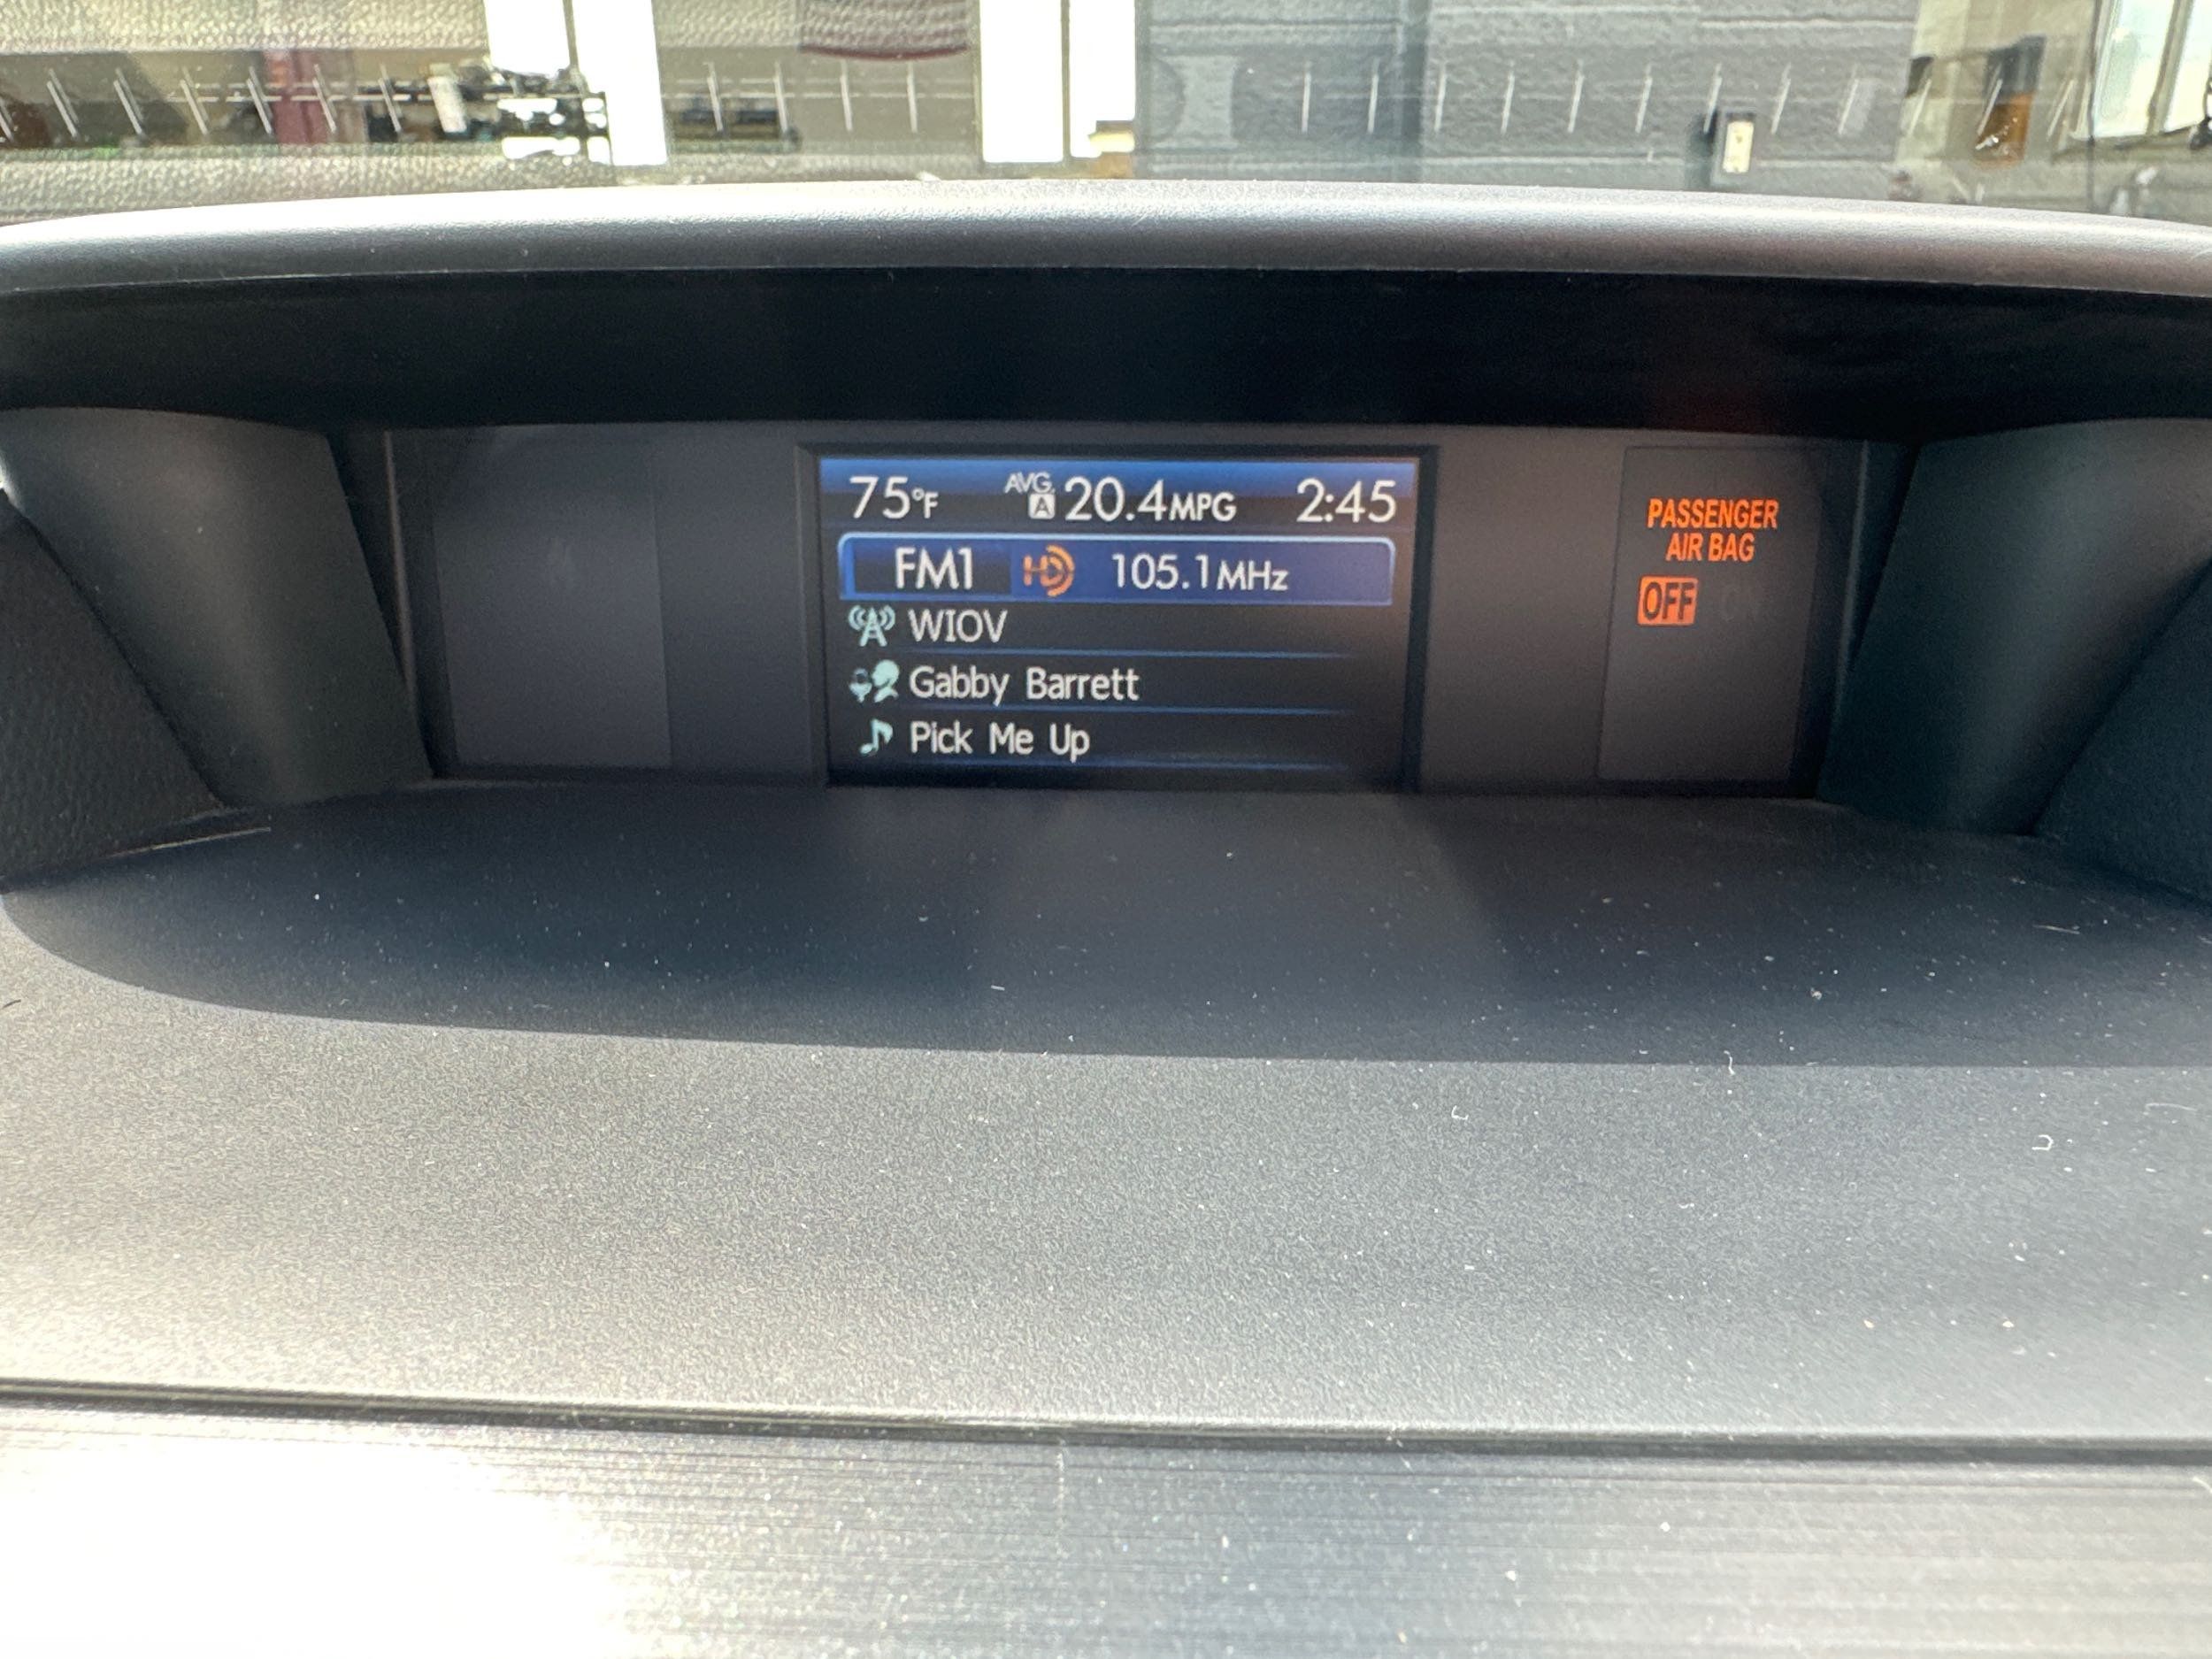 75°F AVG. A 20.4MPG 2:45
FM1 HD 105.1MHz
WIOV
Gabby Barrett
Pick Me Up
PASSENGER
AIR BAG
OFF ON